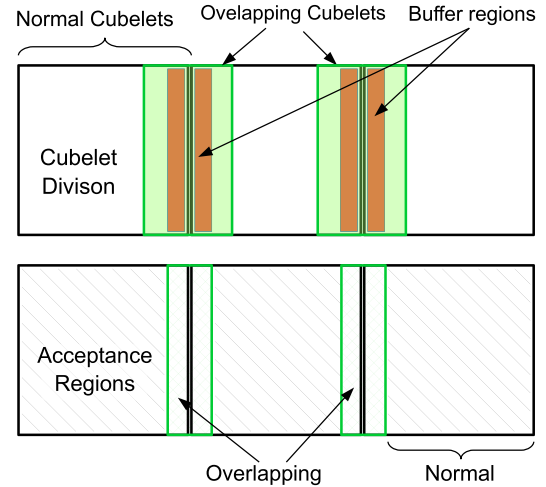 Normal Cubelets
Ovelapping Cubelets
Buffer regions
Cubelet
Divison
Acceptance
Regions
Overlapping
Normal